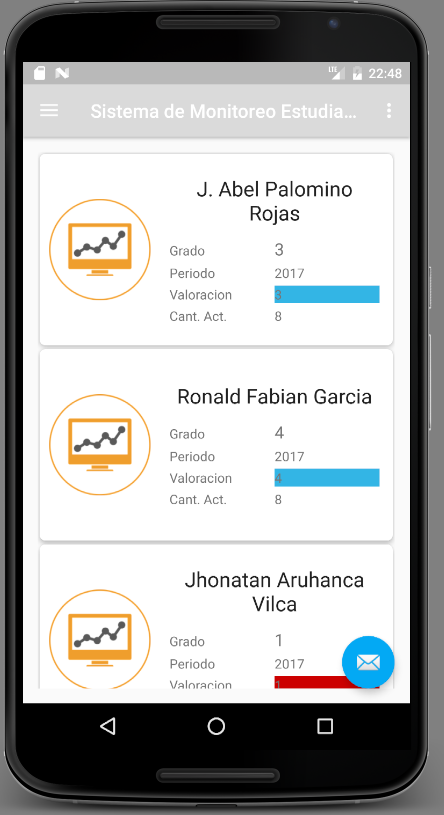 LTE 22:48
Sistema de Monitoreo Estudia...
J. Abel Palomino
Rojas
Grado 3
Periodo 2017
Valoracion 3
Cant. Act. 8
Ronald Fabian Garcia
Grado 4
Periodo 2017
Valoracion 4
Cant. Act. 8
Jhonatan Aruhanca
Vilca
Grado 1
Periodo 2017
Valoracion 1